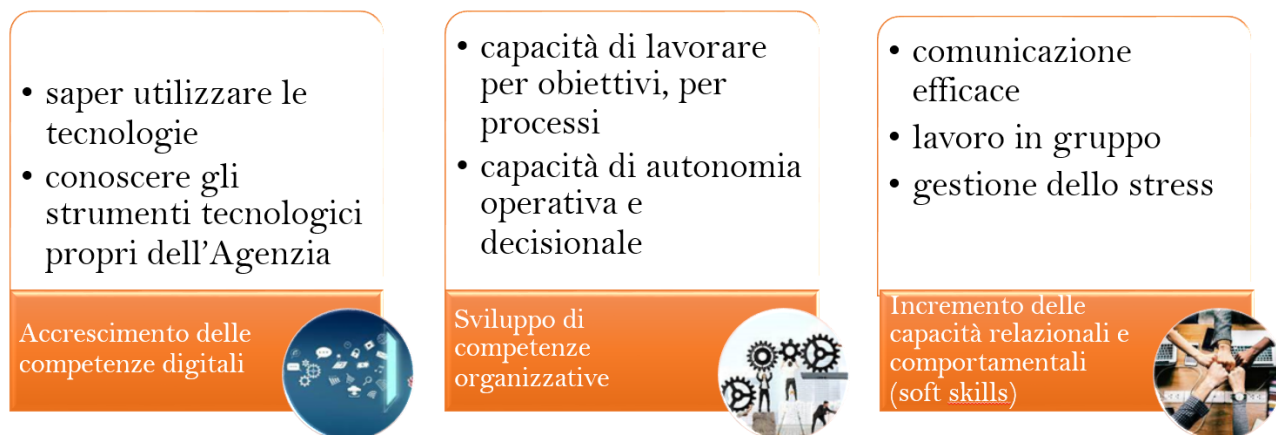 • saper utilizzare le
tecnologie
• conoscere gli
strumenti tecnologici
propri dell’Agenzia
Accrescimento delle
competenze digitali
• capacità di lavorare
per obiettivi, per
processi
• capacità di autonomia
operativa e
decisionale
Sviluppo di
competenze
organizzative
• comunicazione
efficace
• lavoro in gruppo
• gestione dello stress
Incremento delle
capacità relazionali e
comportamentali
(soft skills)